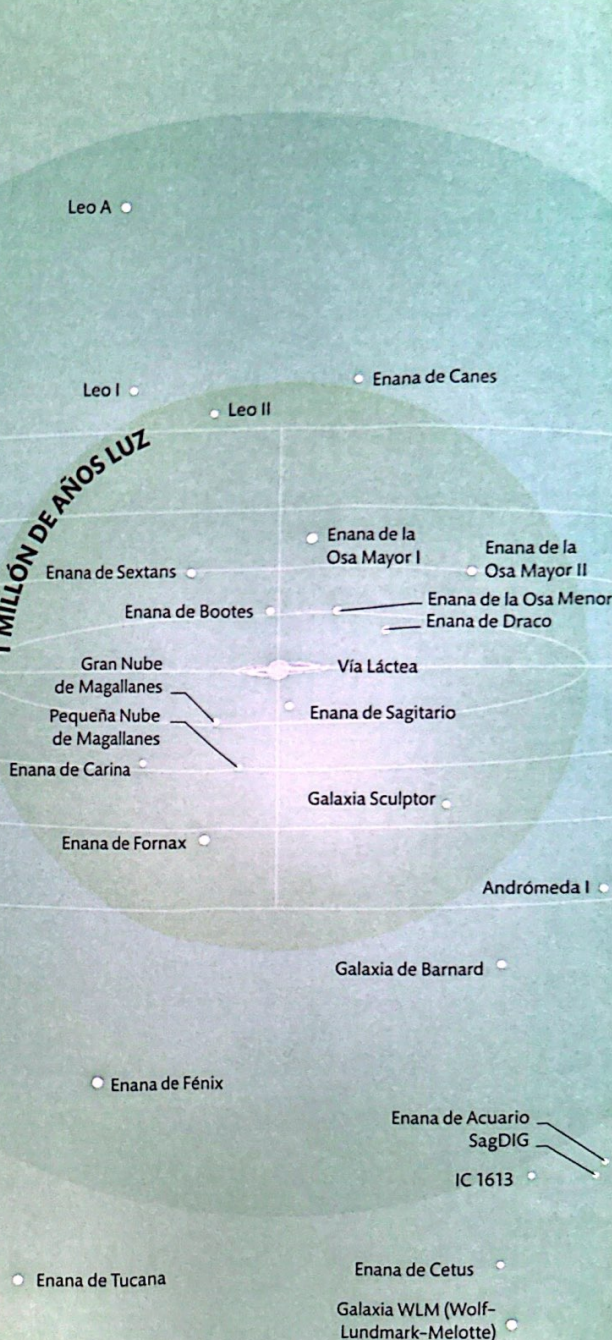 Leo A
Enana de Canes
Leo I
Leo II
1 MILLÓN DE AÑOS LUZ
Enana de la
Osa Mayor I
Enana de la
Osa Mayor II
Enana de Sextans
Enana de la Osa Menor
Enana de Bootes
Enana de Draco
Gran Nube
de Magallanes
Vía Láctea
Pequeña Nube
de Magallanes
Enana de Sagitario
Enana de Carina
Galaxia Sculptor
Enana de Fornax
Andrómeda I
Galaxia de Barnard
Enana de Fénix
Enana de Acuario
SagDIG
IC 1613
Enana de Tucana
Enana de Cetus
Galaxia WLM (Wolf-
Lundmark-Melotte)